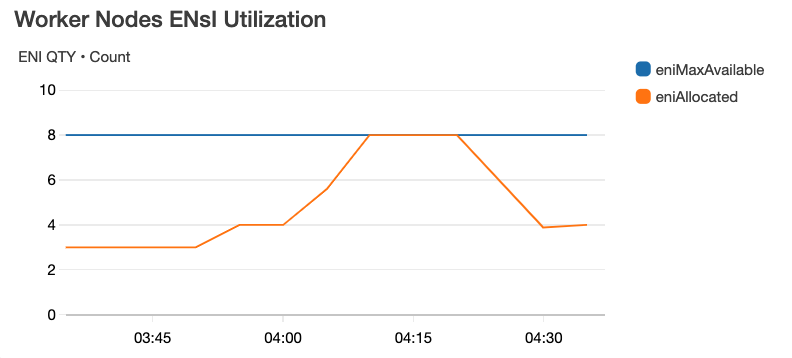 Worker Nodes ENsI Utilization
ENI QTY • Count
eniMaxAvailable
eniAllocated
10
8
6
4
2
0
03:45 04:00 04:15 04:30